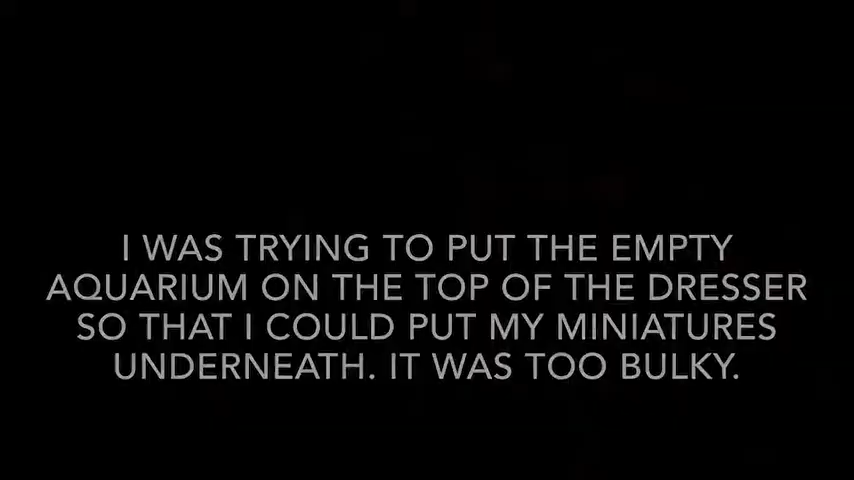 I WAS TRYING TO PUT THE EMPTY
AQUARIUM ON THE TOP OF THE DRESSER
SO THAT I COULD PUT MY MINIATURES
UNDERNEATH. IT WAS TOO BULKY.